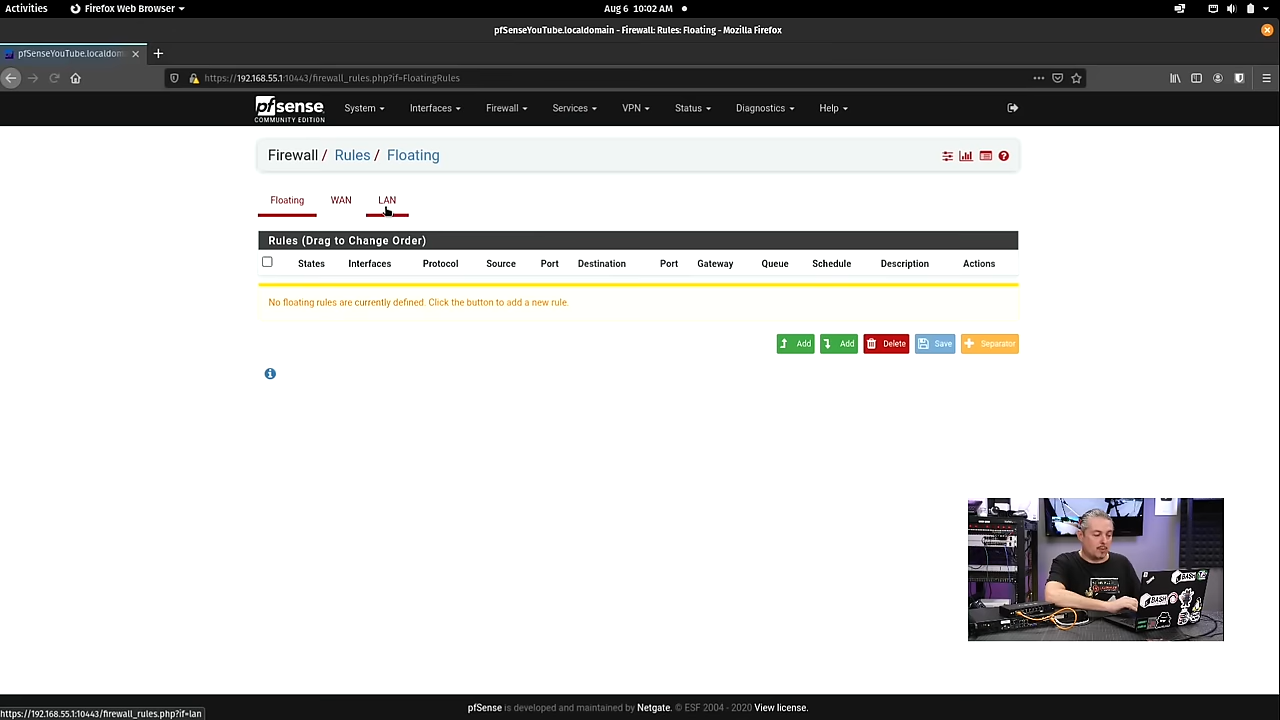 Activities Firefox Web Browser Aug 6 10:02 AM
pfSenseYouTube.localdomain - Firewall: Rules: Floating - Mozilla Firefox
pfSenseYouTube.localdom
https://192.168.55.1:10443/firewall_rules.php?if=FloatingRules
pfsense System Interfaces Firewall Services VPN Status Diagnostics Help
COMMUNITY EDITION
Firewall / Rules / Floating
Floating WAN LAN
Rules (Drag to Change Order)
States Interfaces Protocol Source Port Destination Port Gateway Queue Schedule Description Actions
No floating rules are currently defined. Click the button to add a new rule.
Add Add Delete Save Separator
BASH
BASH
pfSense is developed and maintained by Netgate. © ESF 2004 - 2020 View license.
https://192.168.55.1:10443/firewall_rules.php?if=lan